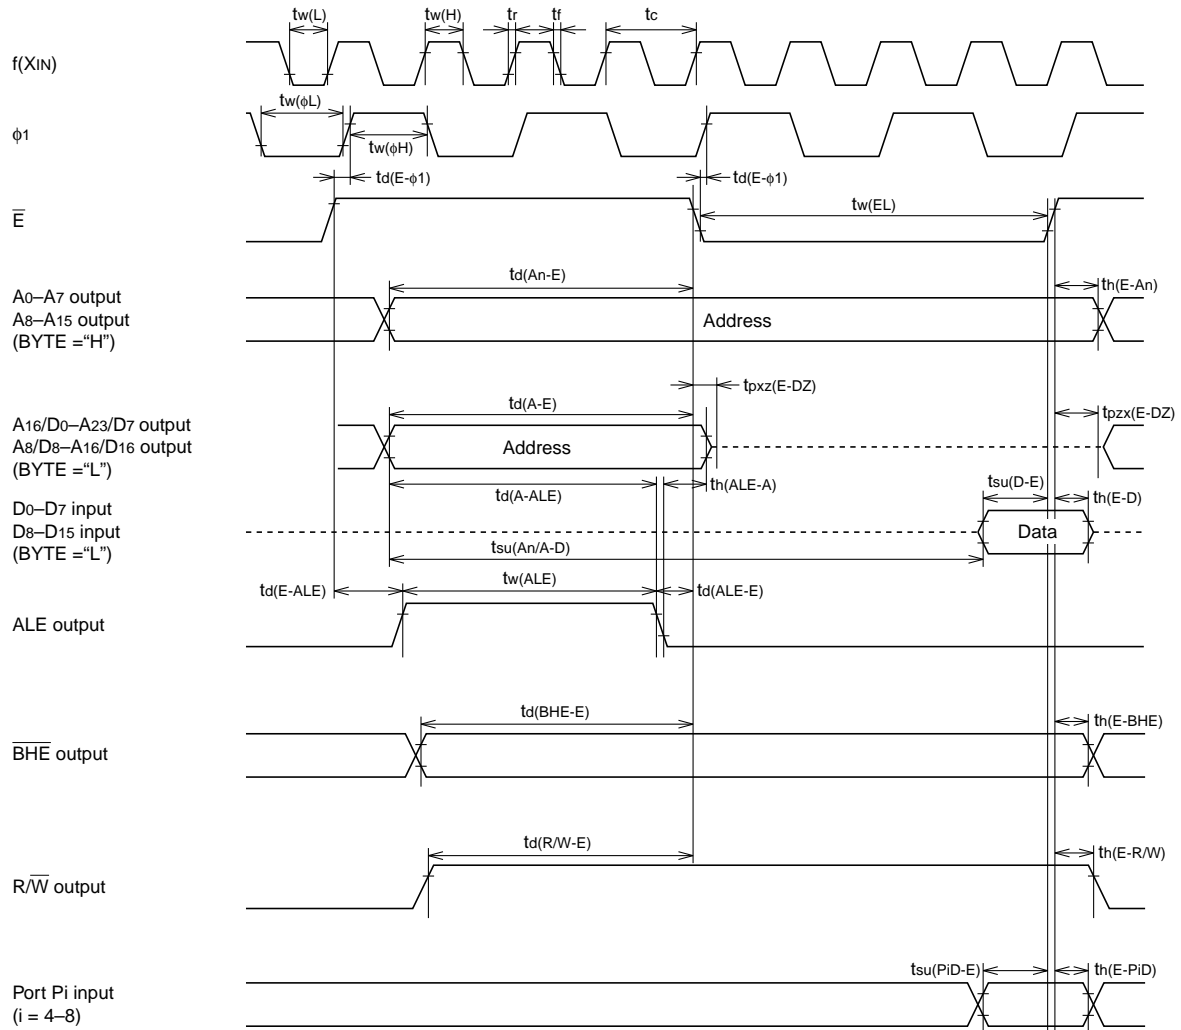 tw(L) tw(H) tr tf tc
f(XIN)
tw(ϕL)
ϕ1
tw(ϕH)
td(E-ϕ1) td(E-ϕ1)
E tw(EL)
td(An-E) th(E-An)
A0–A7 output
A8–A15 output Address
(BYTE =“H”)
tpxz(E-DZ)
td(A-E) tpzx(E-DZ)
A16/D0–A23/D7 output
A8/D8–A16/D16 output Address
(BYTE =“L”)
td(A-ALE) th(ALE-A) tsu(D-E) th(E-D)
D0–D7 input
D8–D15 input Data
(BYTE =“L”) tsu(An/A-D)
td(E-ALE) tw(ALE) td(ALE-E)
ALE output
td(BHE-E) th(E-BHE)
BHE output
td(R/W-E) th(E-R/W)
R/W output
tsu(PiD-E) th(E-PiD)
Port Pi input
(i = 4–8)